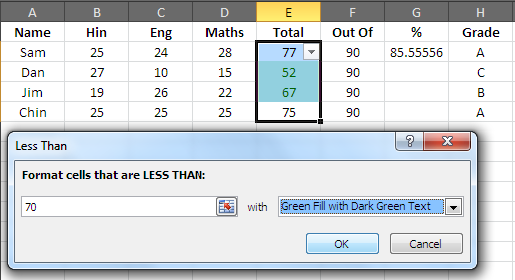 A B C D E F G H
Name Hin Eng Maths Total Out Of % Grade
Sam 25 24 28 77 90 85.55556 A
Dan 27 10 15 52 90 C
Jim 19 26 22 67 90 B
Chin 25 25 25 75 90 A
Less Than
Format cells that are LESS THAN:
70 with Green Fill with Dark Green Text
OK Cancel